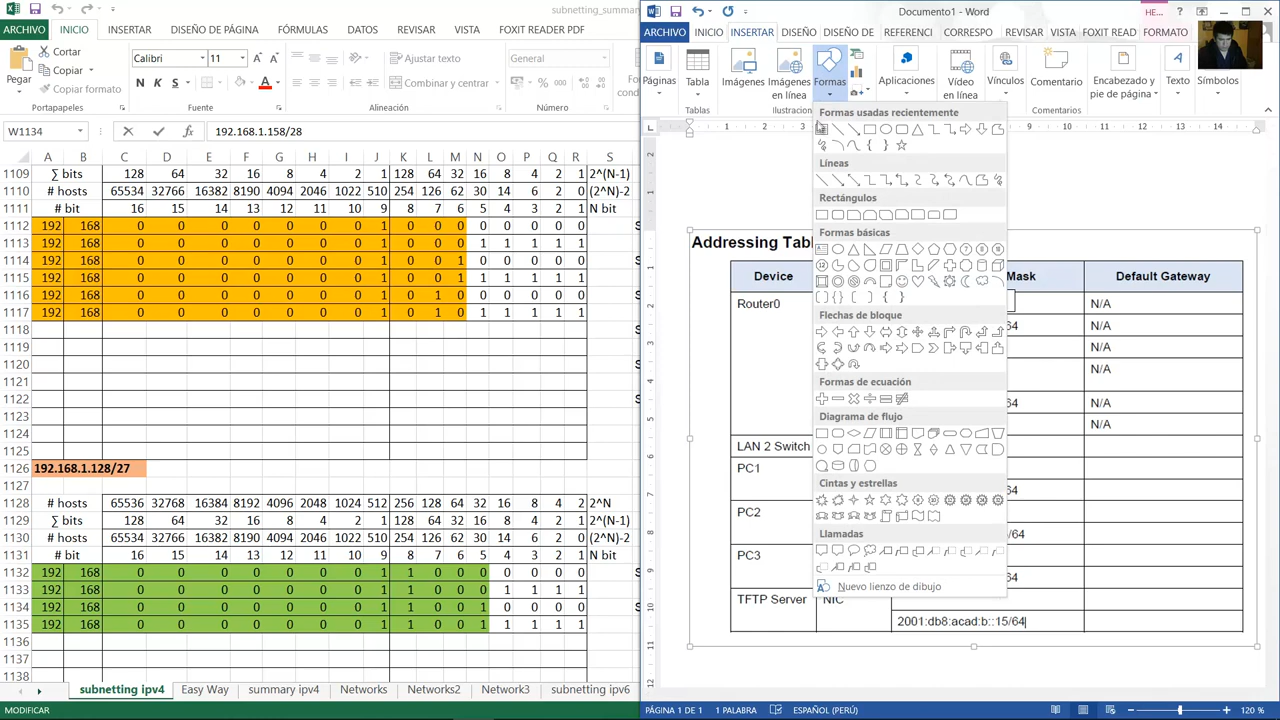 subnetting_summary
ARCHIVO INICIO INSERTAR DISEÑO DE PÁGINA FÓRMULAS DATOS REVISAR VISTA FOXIT READER PDF
Pegar
Cortar
Copiar
Copiar formato
Portapapeles
Calibri 11
N K S
Fuente
Ajustar texto
Combinar y centrar
Alineación
General
Número
Form
cond
W1134 192.168.1.158/28
A B C D E F G H I J K L M N O P Q R S
1109 ∑ bits 128 64 32 16 8 4 2 1 128 64 32 16 8 4 2 1 2^(N-1)
1110 # hosts 65534 32766 16382 8190 4094 2046 1022 510 254 126 62 30 14 6 2 0 (2^N)-2
1111 # bit 16 15 14 13 12 11 10 9 8 7 6 5 4 3 2 1 N bit
1112 192 168 0 0 0 0 0 0 0 1 0 0 0 0 0 0 0 0
1113 192 168 0 0 0 0 0 0 0 1 0 0 0 1 1 1 1 1
1114 192 168 0 0 0 0 0 0 0 1 0 0 1 0 0 0 0 0
1115 192 168 0 0 0 0 0 0 0 1 0 0 1 1 1 1 1 1
1116 192 168 0 0 0 0 0 0 0 1 0 1 0 0 0 0 0 0
1117 192 168 0 0 0 0 0 0 0 1 0 1 0 1 1 1 1 1
1118
1119
1120
1121
1122
1123
1124
1125
1126 192.168.1.128/27
1127
1128 # hosts 65536 32768 16384 8192 4096 2048 1024 512 256 128 64 32 16 8 4 2 2^N
1129 ∑ bits 128 64 32 16 8 4 2 1 128 64 32 16 8 4 2 1 2^(N-1)
1130 # hosts 65534 32766 16382 8190 4094 2046 1022 510 254 126 62 30 14 6 2 0 (2^N)-2
1131 # bit 16 15 14 13 12 11 10 9 8 7 6 5 4 3 2 1 N bit
1132 192 168 0 0 0 0 0 0 0 1 1 0 0 0 0 0 0 0
1133 192 168 0 0 0 0 0 0 0 1 1 0 0 0 1 1 1 1
1134 192 168 0 0 0 0 0 0 0 1 1 0 0 1 0 0 0 0
1135 192 168 0 0 0 0 0 0 0 1 1 0 0 1 1 1 1 1
1136
1137
1138
subnetting ipv4 Easy Way summary ipv4 Networks Networks2 Network3 subnetting ipv6
MODIFICAR
Documento1 - Word
HE...
ARCHIVO INICIO INSERTAR DISEÑO DISEÑO DE REFERENCI CORRESPO REVISAR VISTA FOXIT READ FORMATO
Páginas
Tabla
Tablas
Imágenes
Imágenes en línea
Formas
Ilustracion
Aplicaciones
Vídeo en línea
Vínculos
Comentario
Comentarios
Encabezado y pie de página
Texto
Símbolos
Formas usadas recientemente
Líneas
Rectángulos
Formas básicas
Flechas de bloque
Formas de ecuación
Diagrama de flujo
Cintas y estrellas
Llamadas
Nuevo lienzo de dibujo
Addressing Tab
Device Mask Default Gateway
Router0 N/A
64 N/A
N/A
N/A
64 N/A
N/A
LAN 2 Switch
PC1
64
PC2
/64
PC3
64
TFTP Server NIC
2001:db8:acad:b::15/64
PÁGINA 1 DE 1 1 PALABRA ESPAÑOL (PERÚ) 120 %